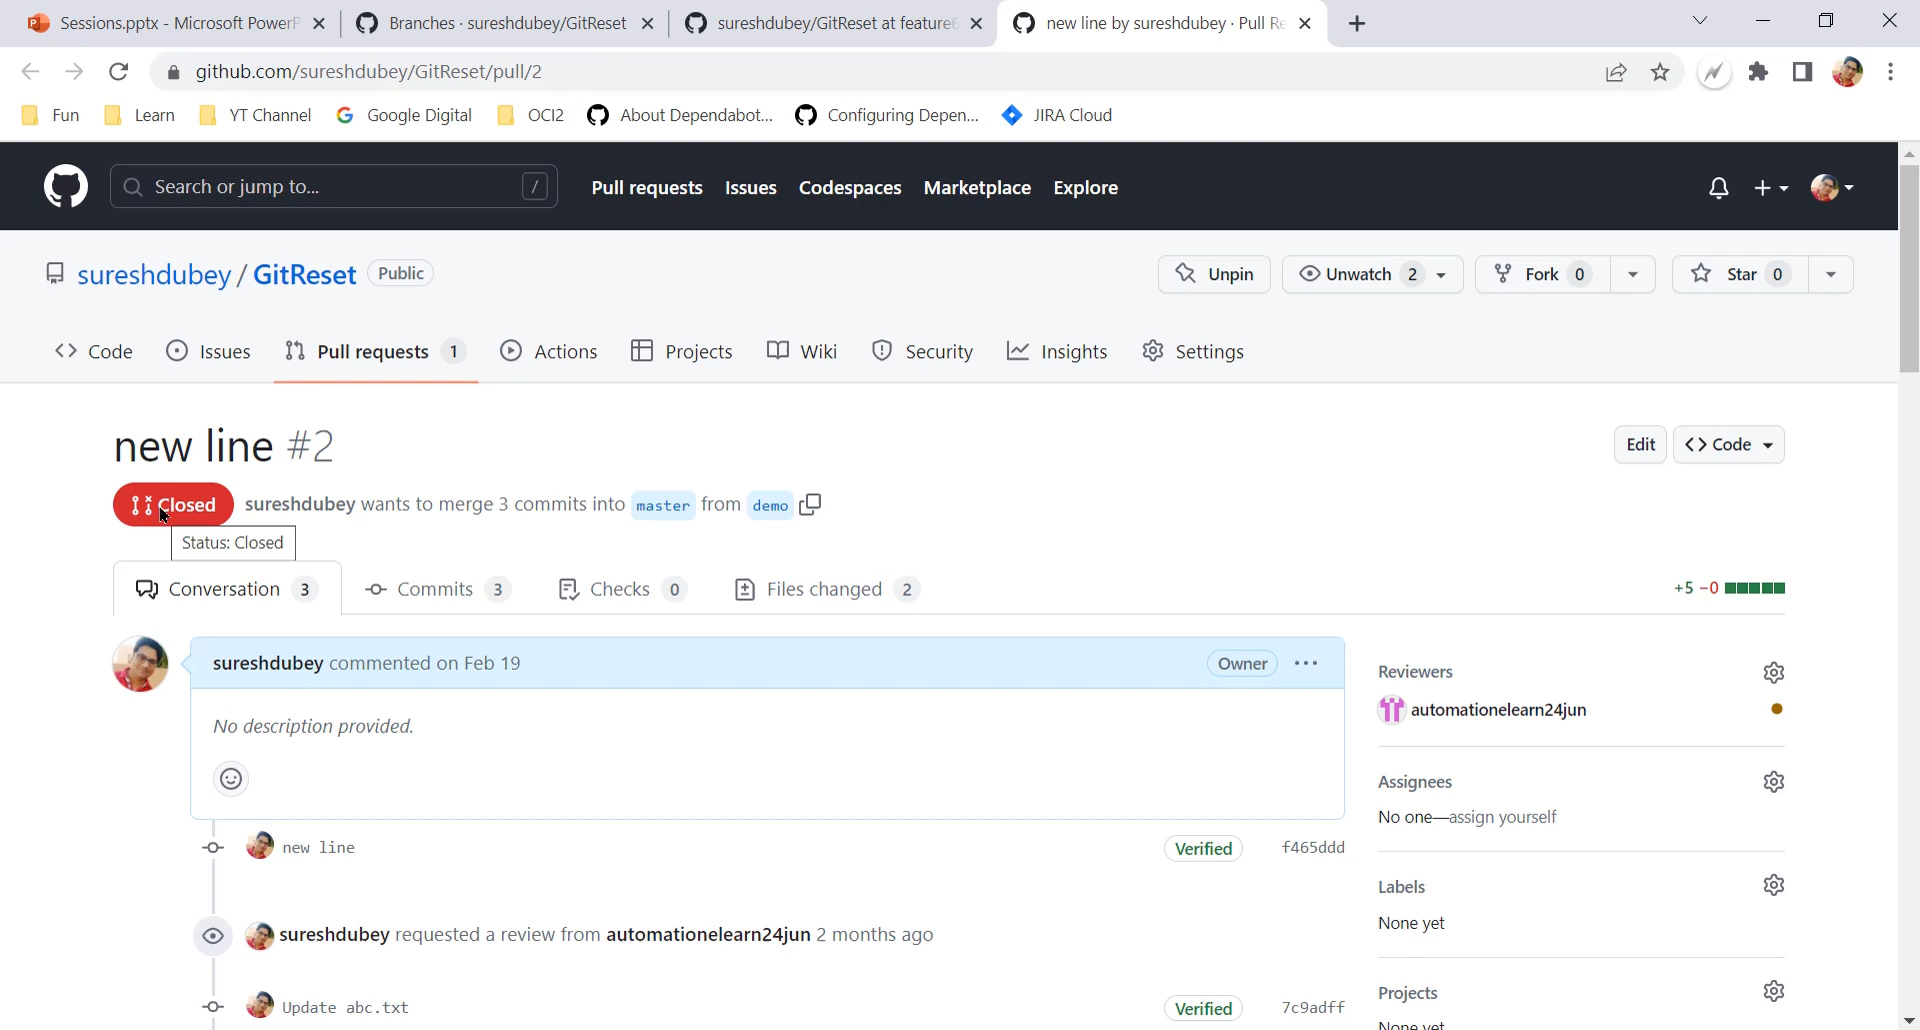 Sessions.pptx - Microsoft PowerP
Branches · sureshdubey/GitReset
sureshdubey/GitReset at feature
new line by sureshdubey · Pull Re
github.com/sureshdubey/GitReset/pull/2
Fun Learn YT Channel Google Digital OCI2 About Dependabot... Configuring Depen... JIRA Cloud
Search or jump to... / Pull requests Issues Codespaces Marketplace Explore
sureshdubey / GitReset Public Unpin Unwatch 2 Fork 0 Star 0
Code Issues Pull requests 1 Actions Projects Wiki Security Insights Settings
new line #2 Edit <> Code
Closed sureshdubey wants to merge 3 commits into master from demo
Status: Closed
Conversation 3 Commits 3 Checks 0 Files changed 2 +5 −0
sureshdubey commented on Feb 19 Owner ...
No description provided.
new line Verified f465ddd
sureshdubey requested a review from automationelearn24jun 2 months ago
Update abc.txt Verified 7c9adff
Reviewers
automationelearn24jun
Assignees
No one—assign yourself
Labels
None yet
Projects
None yet